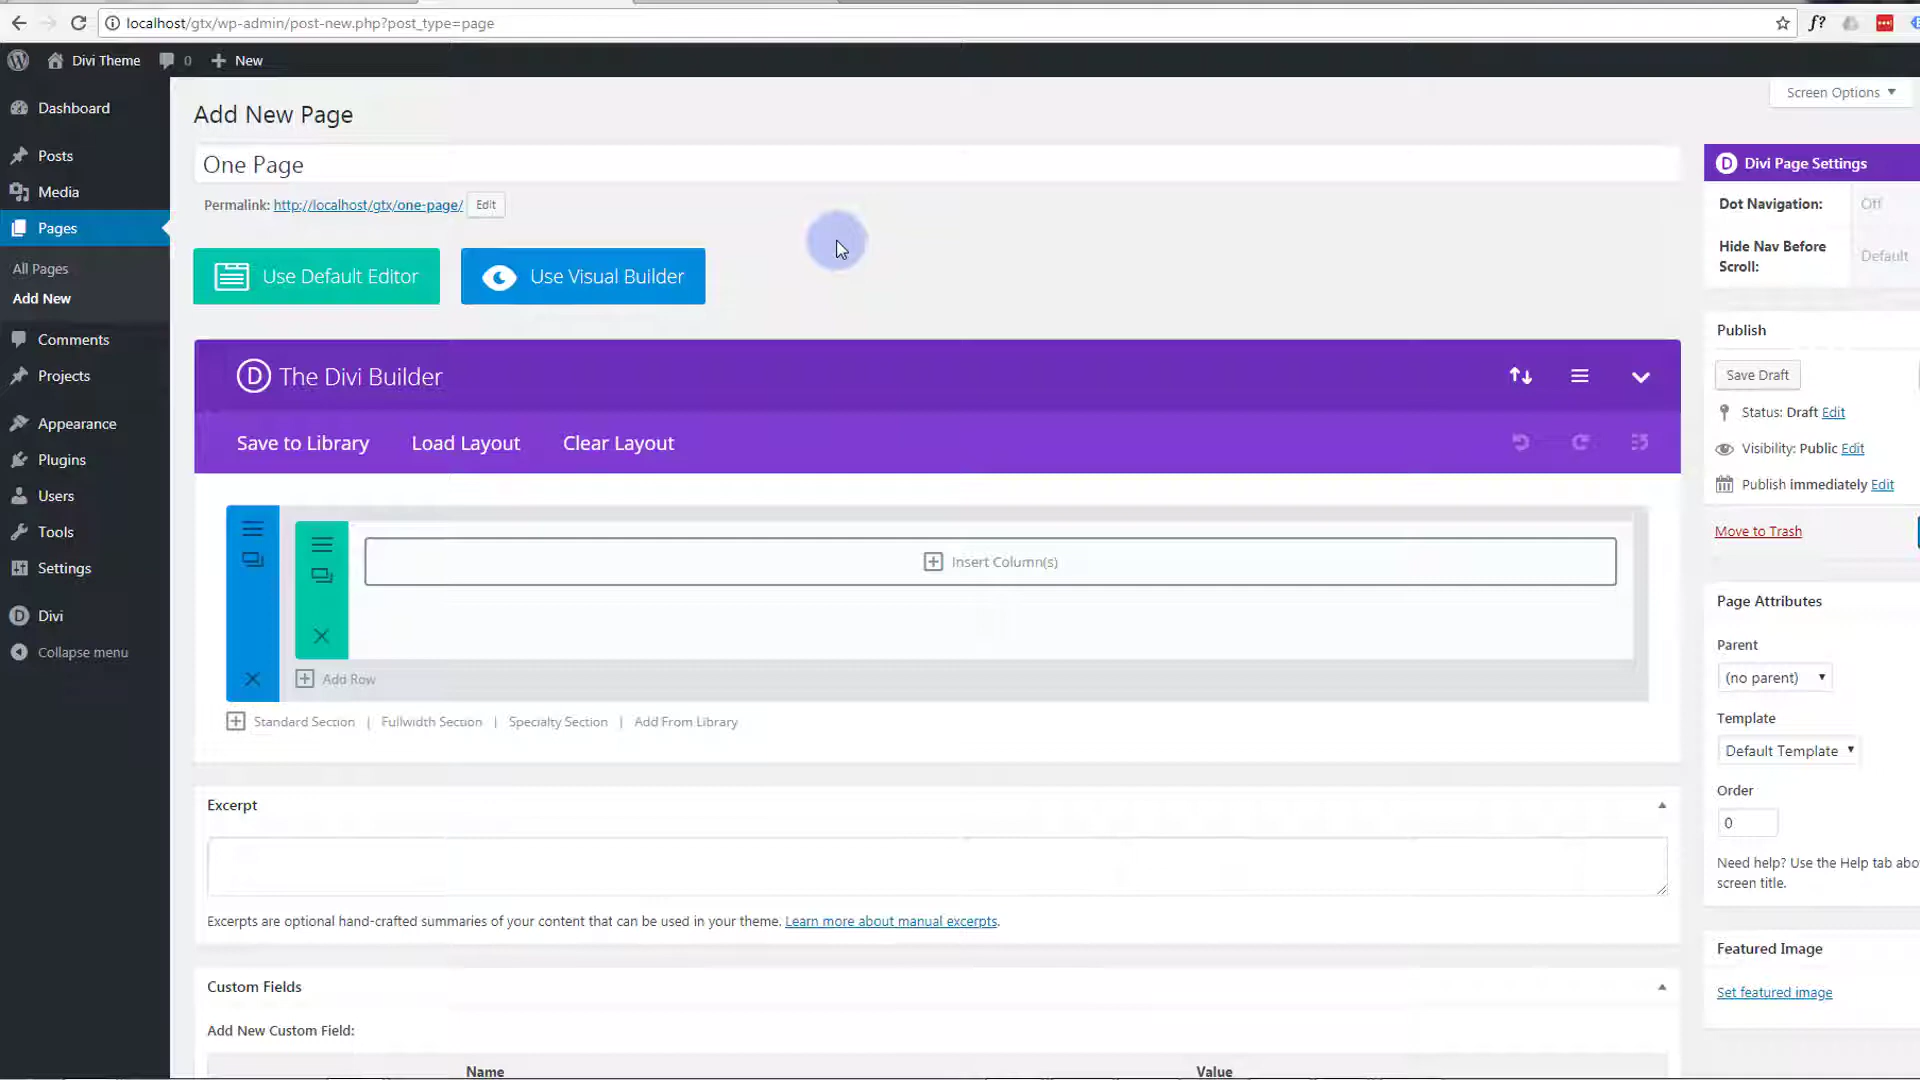 localhost/gtx/wp-admin/post-new.php?post_type=page
f?
Divi Theme
0
New
Dashboard
Posts
Media
Pages
All Pages
Add New
Comments
Projects
Appearance
Plugins
Users
Tools
Settings
Divi
Collapse menu
Screen Options
Add New Page
One Page
Permalink: http://localhost/gtx/one-page/ Edit
Use Default Editor
Use Visual Builder
D The Divi Builder
Save to Library
Load Layout
Clear Layout
Insert Column(s)
Add Row
Standard Section | Fullwidth Section | Specialty Section | Add From Library
Excerpt
Excerpts are optional hand-crafted summaries of your content that can be used in your theme. Learn more about manual excerpts.
Custom Fields
Add New Custom Field:
Name
Value
D Divi Page Settings
Dot Navigation: Off
Hide Nav Before
Scroll:
Default
Publish
Save Draft
Status: Draft Edit
Visibility: Public Edit
Publish immediately Edit
Move to Trash
Page Attributes
Parent
(no parent)
Template
Default Template
Order
0
Need help? Use the Help tab abo
screen title.
Featured Image
Set featured image